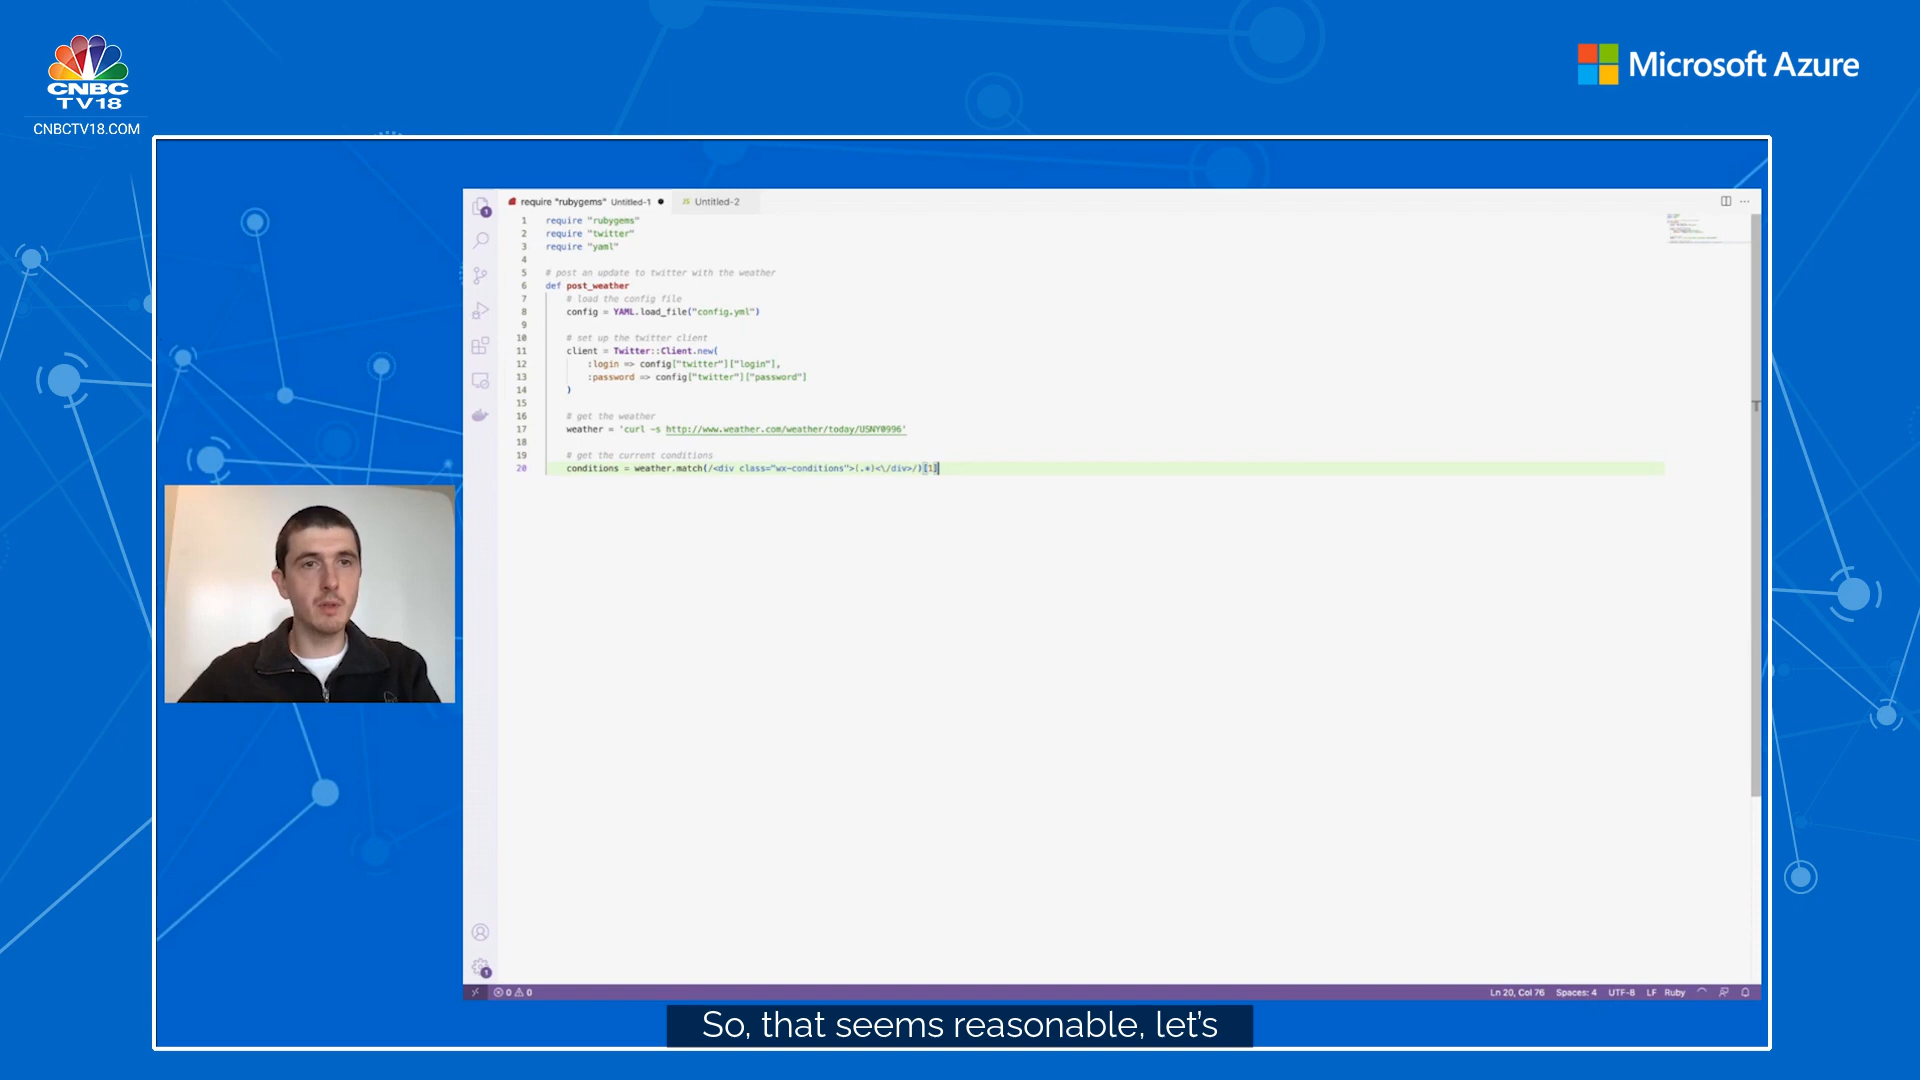 CNBC
TV18
CNBCTV18.COM
Microsoft Azure
require "rubygems" Untitled-1
JS Untitled-2
1 require "rubygems"
2 require "twitter"
3 require "yaml"
4
5 # post an update to twitter with the weather
6 def post_weather
7 # load the config file
8 config = YAML.load_file("config.yml")
9
10 # set up the twitter client
11 client = Twitter::Client.new(
12 :login => config["twitter"]["login"],
13 :password => config["twitter"]["password"]
14 )
15
16 # get the weather
17 weather = 'curl -s http://www.weather.com/weather/today/USNY0996'
18
19 # get the current conditions
20 conditions = weather.match(/<div class="wx-conditions">(.*)<\/div>/)[1]
0 0
Ln 20, Col 76 Spaces: 4 UTF-8 LF Ruby
So, that seems reasonable, let's